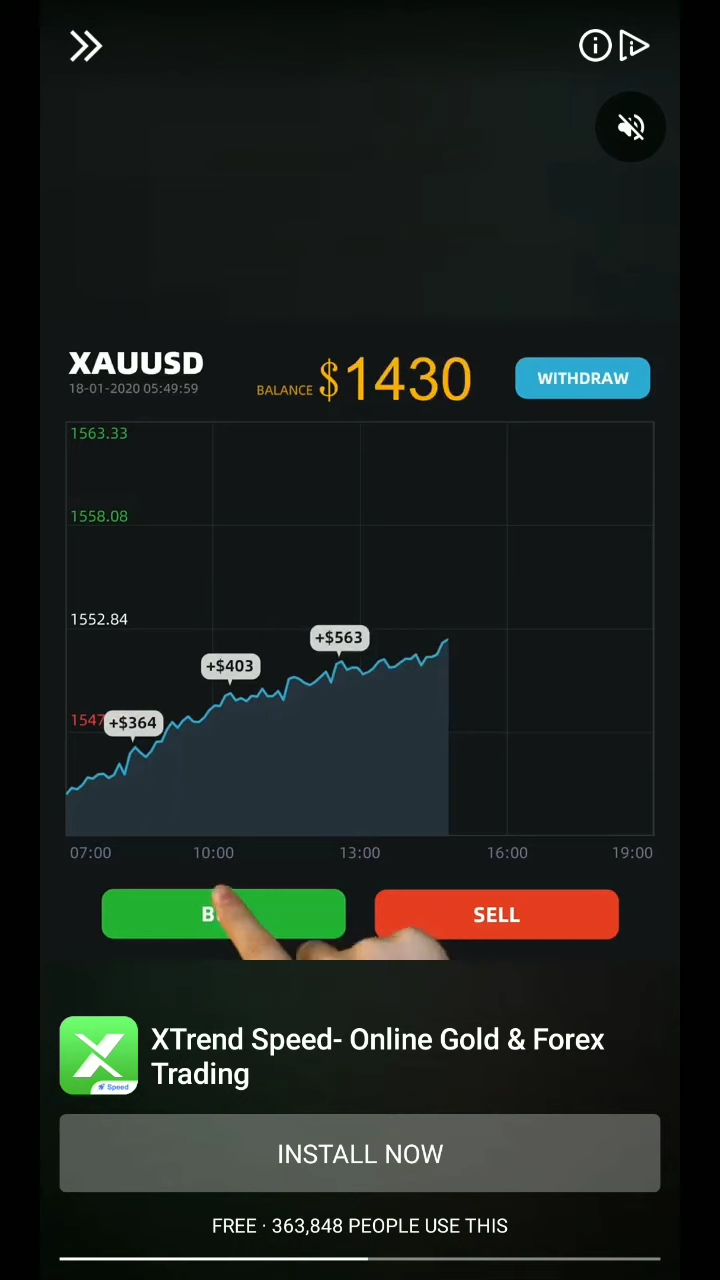 XAUUSD
18-01-2020 05:49:59
BALANCE $1430
WITHDRAW
1563.33
1558.08
1552.84
+$563
+$403
1547
+$364
07:00 10:00 13:00 16:00 19:00
SELL
XTrend Speed- Online Gold & Forex
Trading
Speed
INSTALL NOW
FREE · 363,848 PEOPLE USE THIS